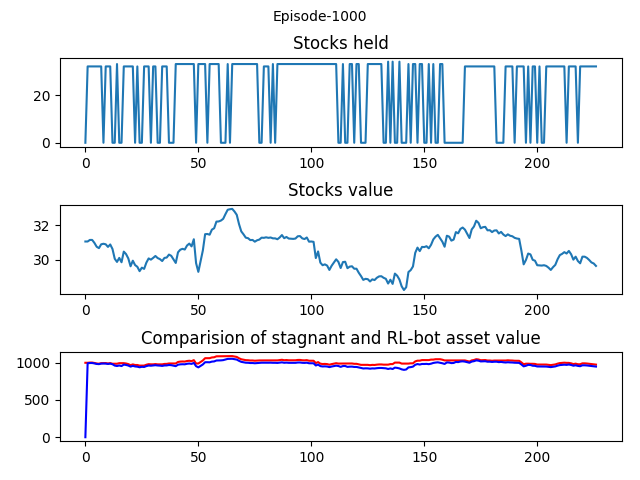 Episode-1000
Stocks held
20
0
0 50 100 150 200
Stocks value
32
30
0 50 100 150 200
Comparision of stagnant and RL-bot asset value
1000
500
0
0 50 100 150 200